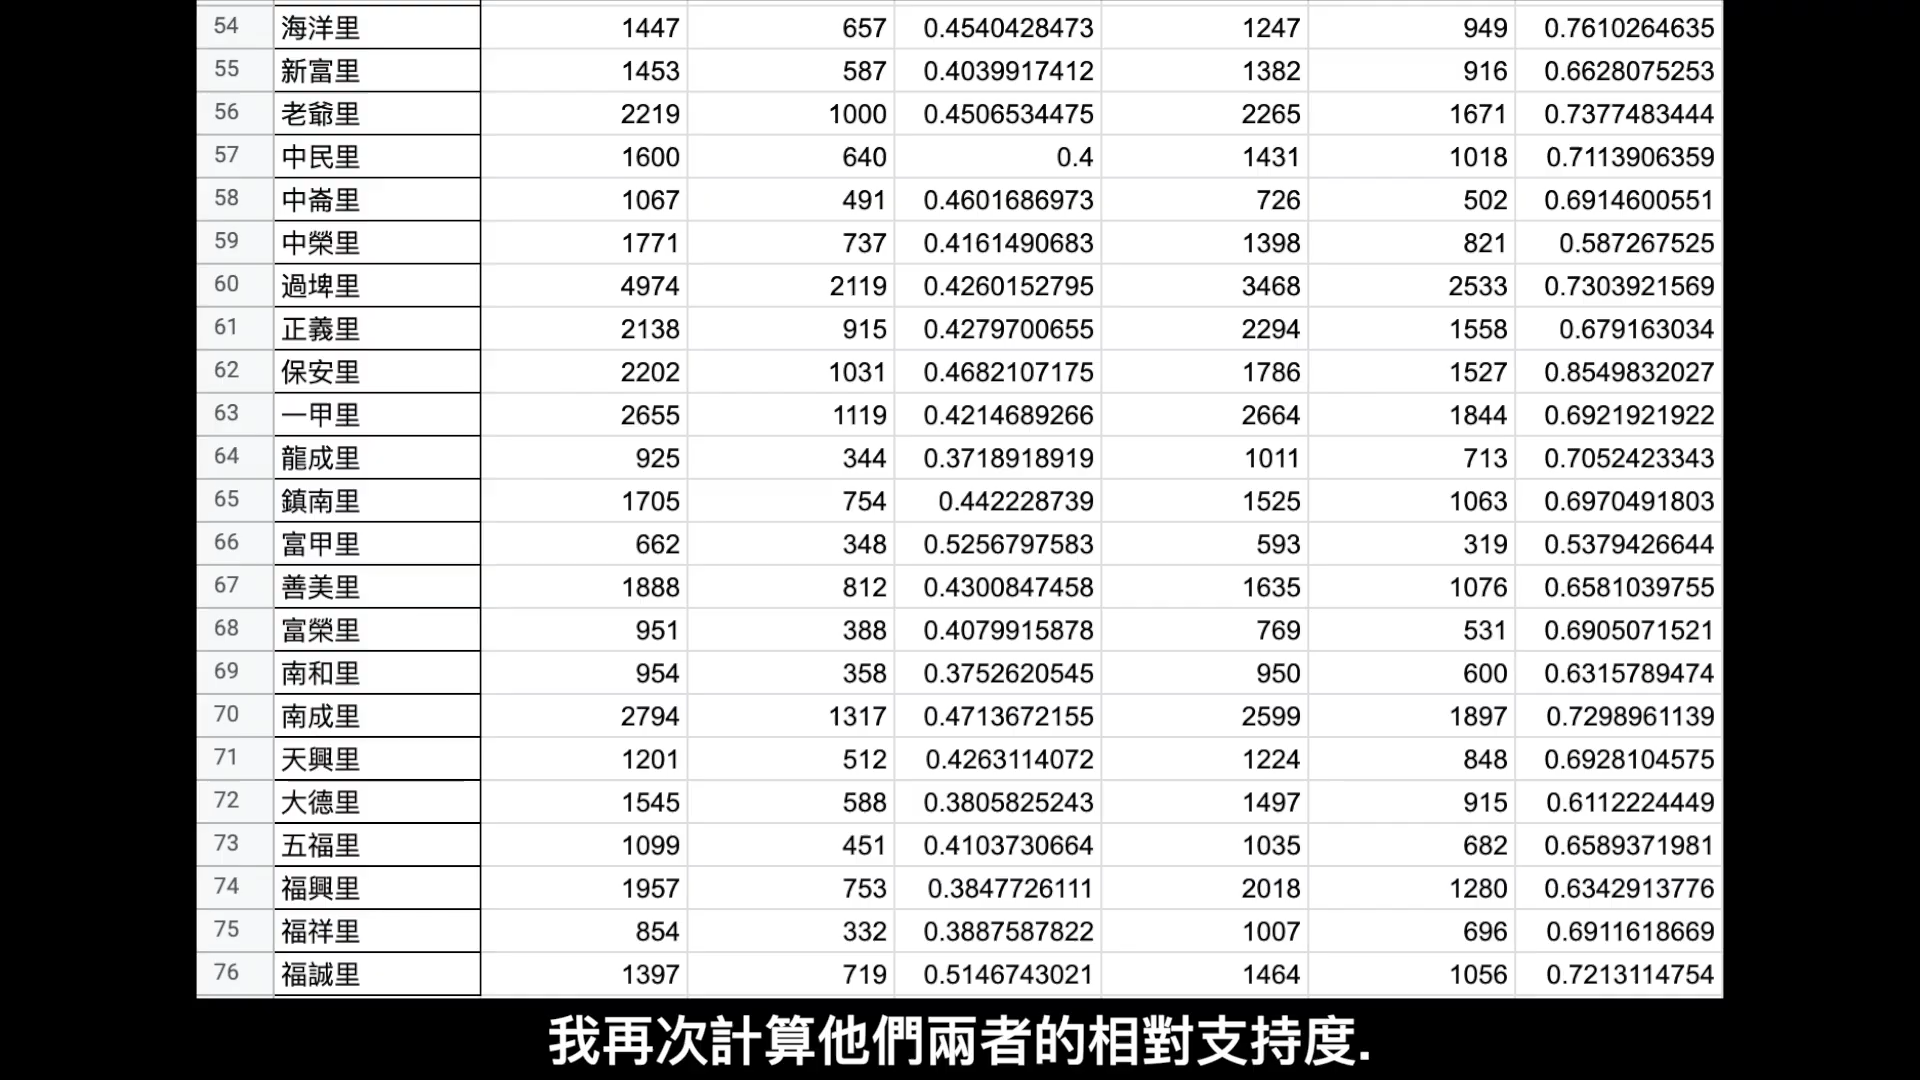 54 海洋里 1447 657 0.4540428473 1247 949 0.7610264635
55 新富里 1453 587 0.4039917412 1382 916 0.6628075253
56 老爺里 2219 1000 0.4506534475 2265 1671 0.7377483444
57 中民里 1600 640 0.4 1431 1018 0.7113906359
58 中崙里 1067 491 0.4601686973 726 502 0.6914600551
59 中榮里 1771 737 0.4161490683 1398 821 0.587267525
60 過埤里 4974 2119 0.4260152795 3468 2533 0.7303921569
61 正義里 2138 915 0.4279700655 2294 1558 0.679163034
62 保安里 2202 1031 0.4682107175 1786 1527 0.8549832027
63 一甲里 2655 1119 0.4214689266 2664 1844 0.6921921922
64 龍成里 925 344 0.3718918919 1011 713 0.7052423343
65 鎮南里 1705 754 0.442228739 1525 1063 0.6970491803
66 富甲里 662 348 0.5256797583 593 319 0.5379426644
67 善美里 1888 812 0.4300847458 1635 1076 0.6581039755
68 富榮里 951 388 0.4079915878 769 531 0.6905071521
69 南和里 954 358 0.3752620545 950 600 0.6315789474
70 南成里 2794 1317 0.4713672155 2599 1897 0.7298961139
71 天興里 1201 512 0.4263114072 1224 848 0.6928104575
72 大德里 1545 588 0.3805825243 1497 915 0.6112224449
73 五福里 1099 451 0.4103730664 1035 682 0.6589371981
74 福興里 1957 753 0.3847726111 2018 1280 0.6342913776
75 福祥里 854 332 0.3887587822 1007 696 0.6911618669
76 福誠里 1397 719 0.5146743021 1464 1056 0.7213114754
我再次計算他們兩者的相對支持度.